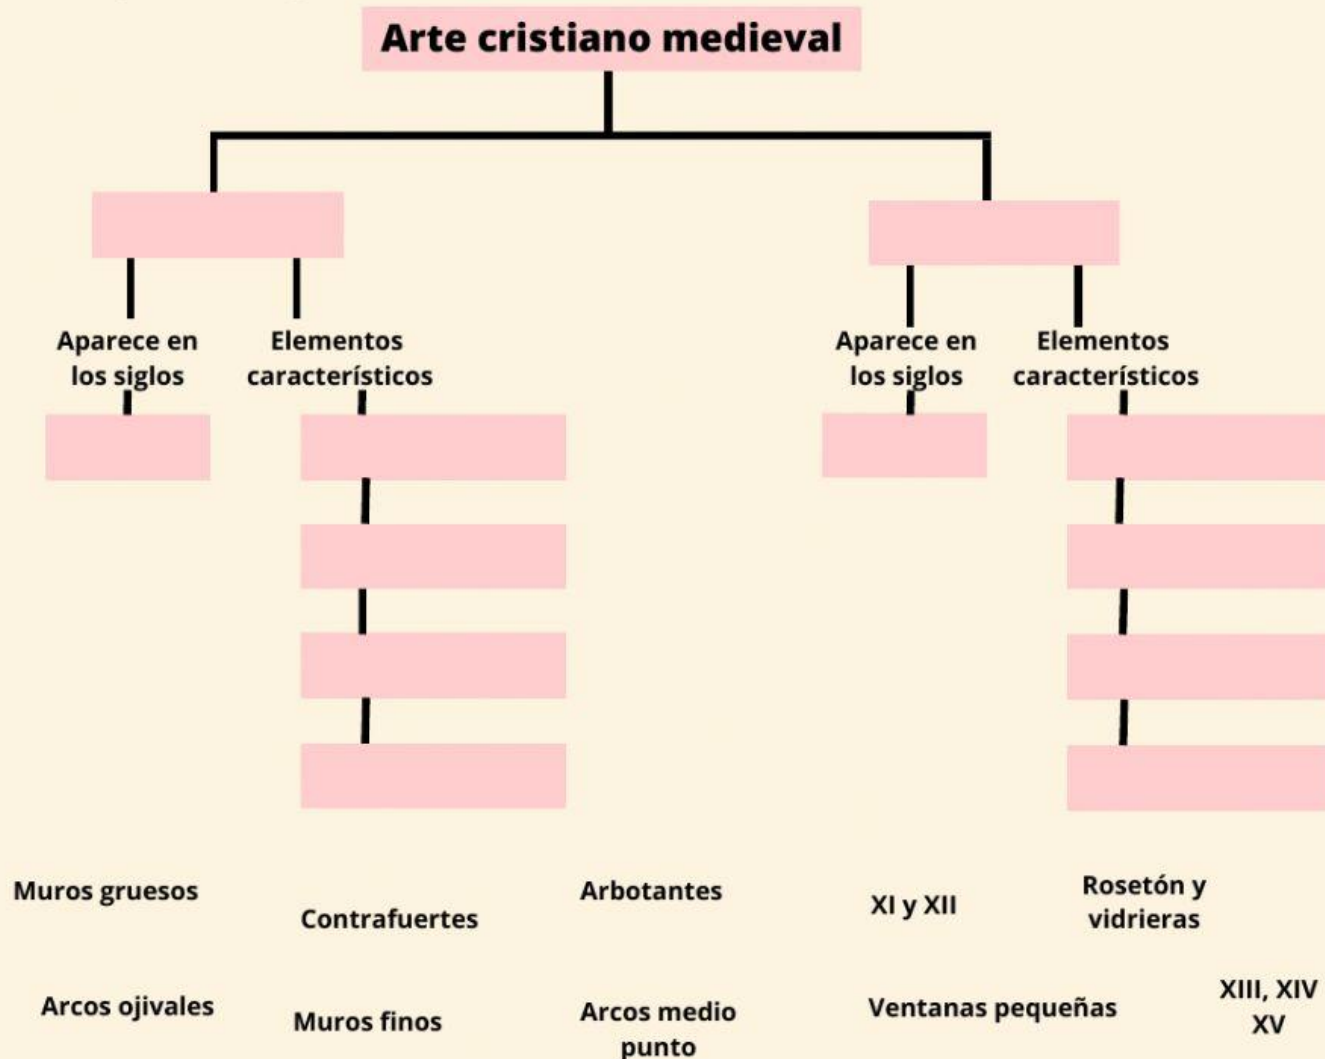 Arte cristiano medieval
Aparece en
los siglos
Elementos
característicos
Aparece en
los siglos
Elementos
característicos
Muros gruesos
Contrafuertes
Arbotantes
XI y XII
Rosetón y
vidrieras
Arcos ojivales
Muros finos
Arcos medio
punto
Ventanas pequeñas
XIII, XIV
XV